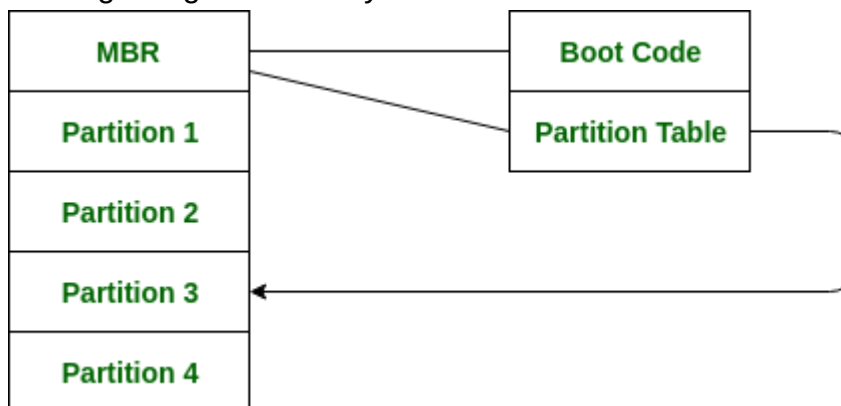 MBR
Boot Code
Partition 1
Partition Table
Partition 2
Partition 3
Partition 4